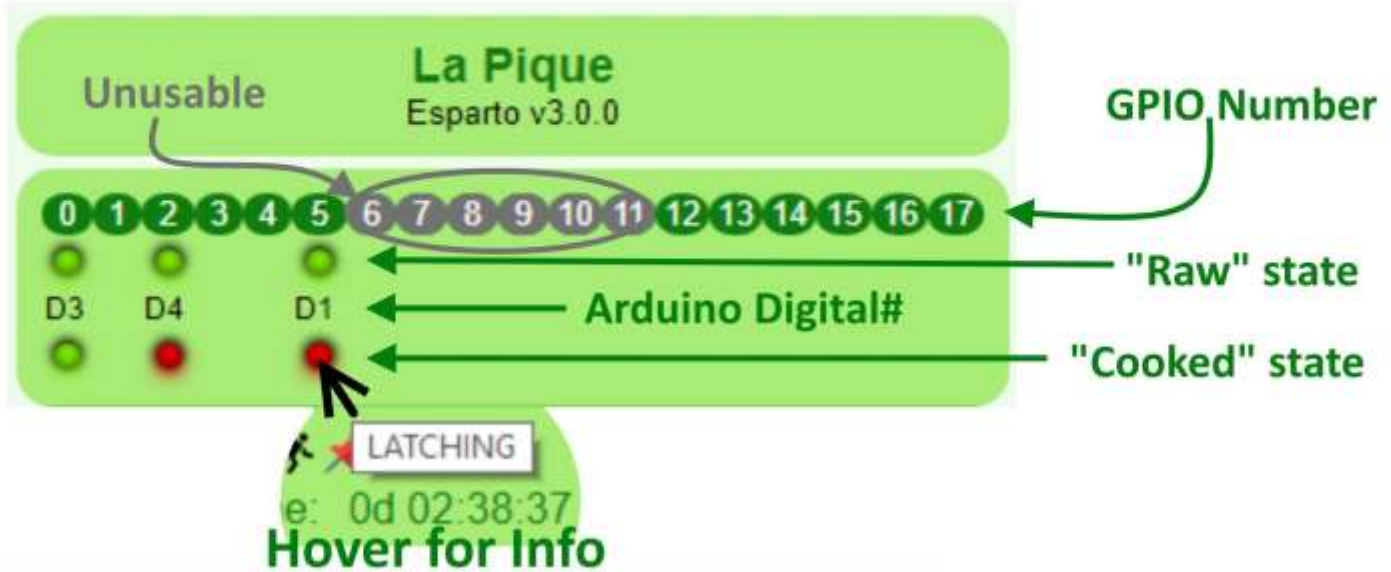 La Pique
Unusable
Esparto v3.0.0
GPIO Number
0 1 2 3 4 5 6 7 8 9 10 11 12 13 14 15 16 17
"Raw" state
D3 D4 D1
Arduino Digital#
"Cooked" state
LATCHING
e: 0d 02:38:37
Hover for Info